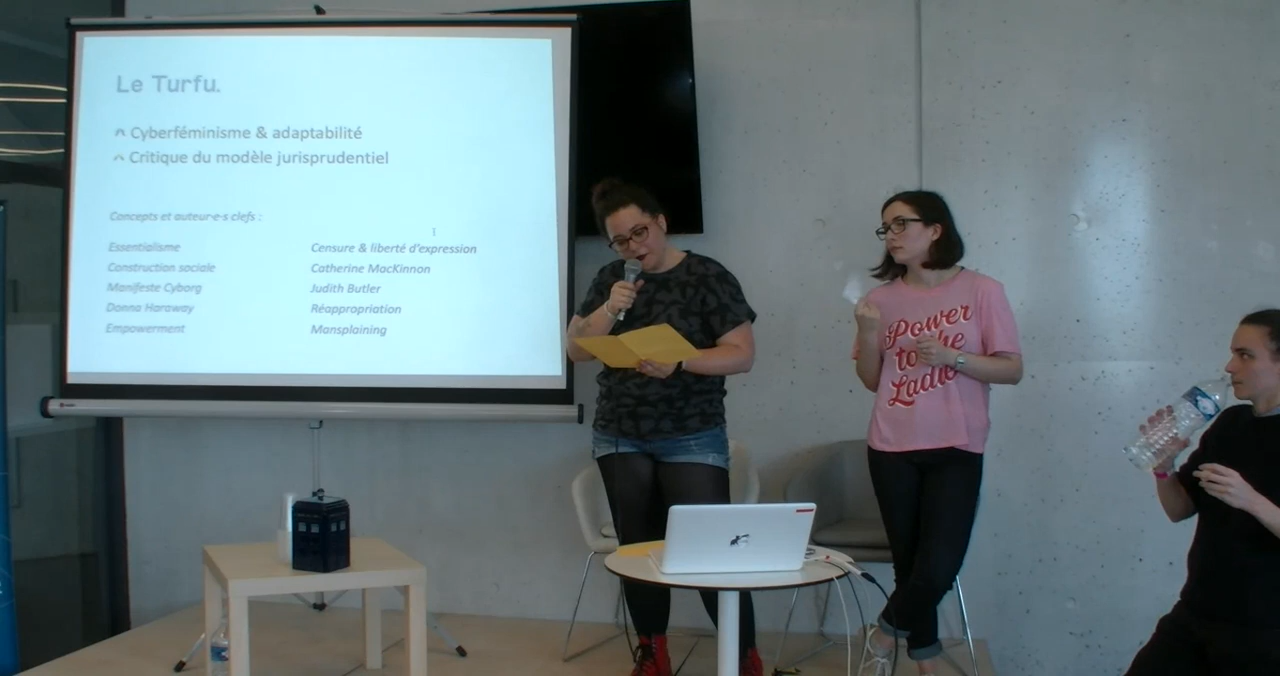 Le Turfu.
Cyberféminisme & adaptabilité
Critique du modèle jurisprudentiel
Concepts et auteur·e·s clefs :
Essentialisme
Construction sociale
Manifeste Cyborg
Donna Haraway
Empowerment
Censure & liberté d'expression
Catherine MacKinnon
Judith Butler
Réappropriation
Mansplaining
Power
to the
Ladies